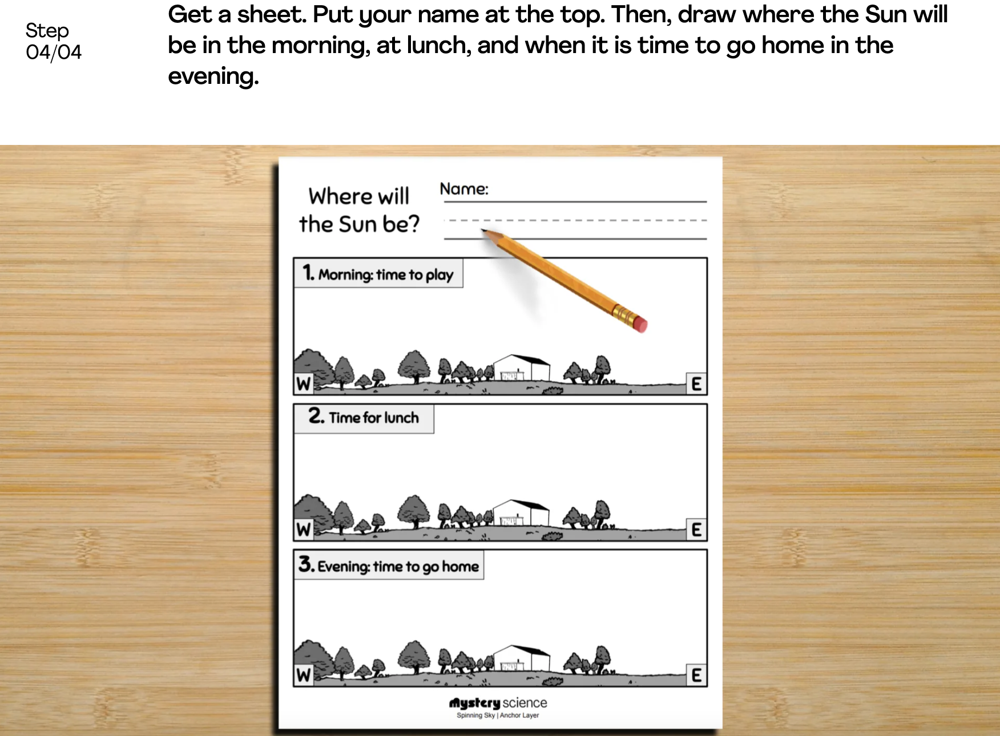 Step
04/04
Get a sheet. Put your name at the top. Then, draw where the Sun will
be in the morning, at lunch, and when it is time to go home in the
evening.
Where will
the Sun be?
Name:
1. Morning: time to play
W
E
2. Time for lunch
W
E
3. Evening: time to go home
W
E
Mystery science
Spinning Sky | Anchor Layer